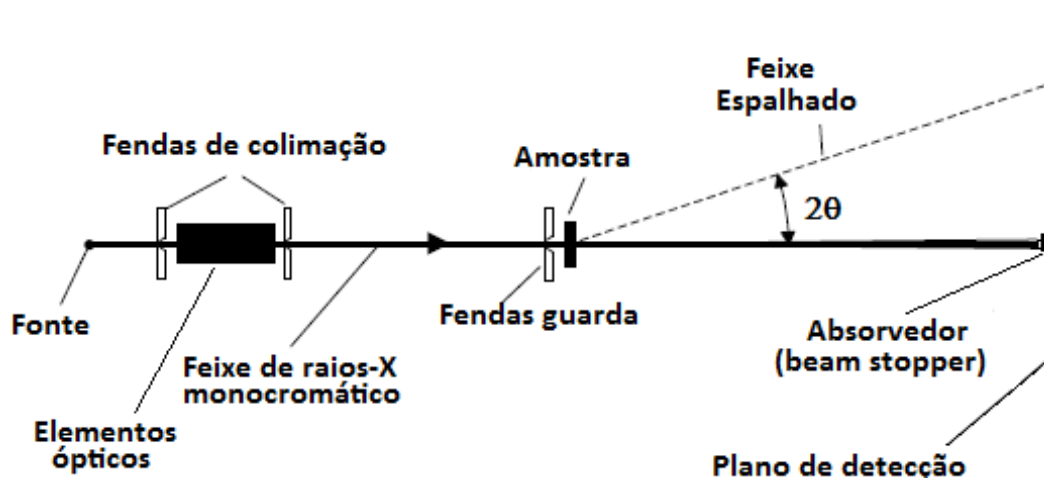 Feixe
Espalhado
Fendas de colimação
Amostra
2θ
Fonte
Fendas guarda
Absorvedor
(beam stopper)
Feixe de raios-X
monocromático
Elementos
ópticos
Plano de detecção